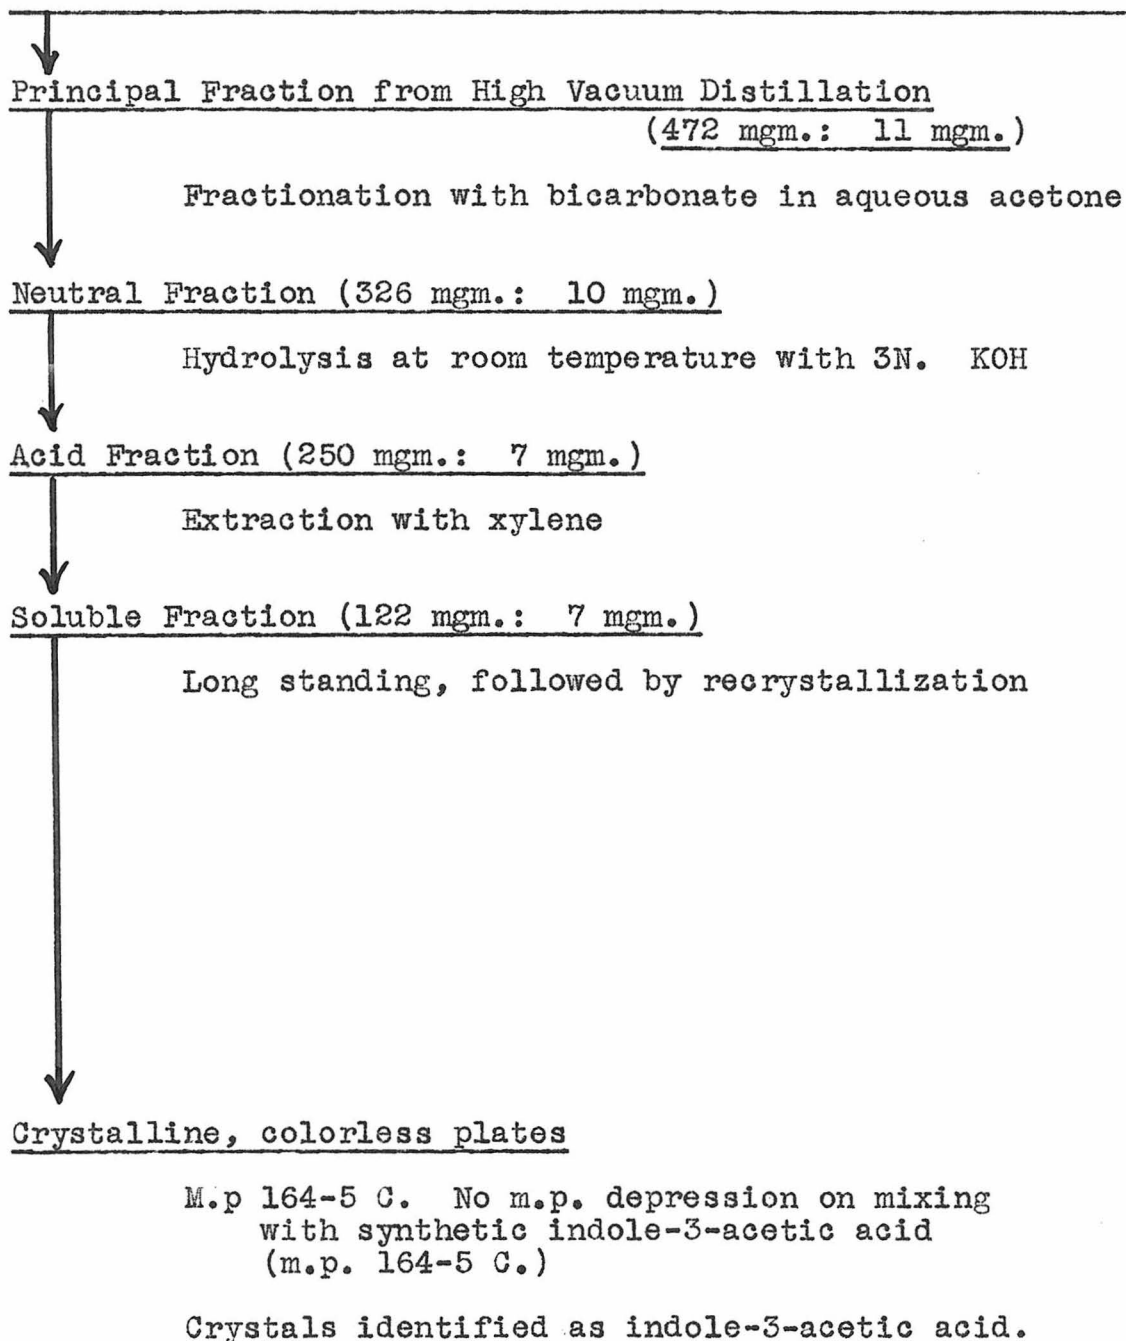 Principal Fraction from High Vacuum Distillation
(472 mgm.: 11 mgm.)
Fractionation with bicarbonate in aqueous acetone
Neutral Fraction (326 mgm.: 10 mgm.)
Hydrolysis at room temperature with 3N. KOH
Acid Fraction (250 mgm.: 7 mgm.)
Extraction with xylene
Soluble Fraction (122 mgm.: 7 mgm.)
Long standing, followed by recrystallization
Crystalline, colorless plates
M.p 164-5 C. No m.p. depression on mixing
with synthetic indole-3-acetic acid
(m.p. 164-5 C.)
Crystals identified as indole-3-acetic acid.